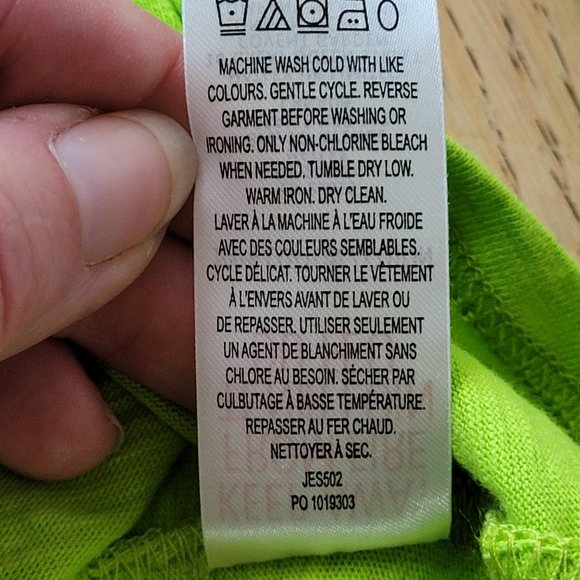 MACHINE WASH COLD WITH LIKE
COLOURS. GENTLE CYCLE. REVERSE
GARMENT BEFORE WASHING OR
IRONING. ONLY NON-CHLORINE BLEACH
WHEN NEEDED. TUMBLE DRY LOW.
WARM IRON. DRY CLEAN.
LAVER À LA MACHINE À L'EAU FROIDE
AVEC DES COULEURS SEMBLABLES.
CYCLE DÉLICAT. TOURNER LE VÊTEMENT
À L'ENVERS AVANT DE LAVER OU
DE REPASSER. UTILISER SEULEMENT
UN AGENT DE BLANCHIMENT SANS
CHLORE AU BESOIN. SÉCHER PAR
CULBUTAGE À BASSE TEMPÉRATURE.
REPASSER AU FER CHAUD.
NETTOYER À SEC.
JES502
PO 1019303